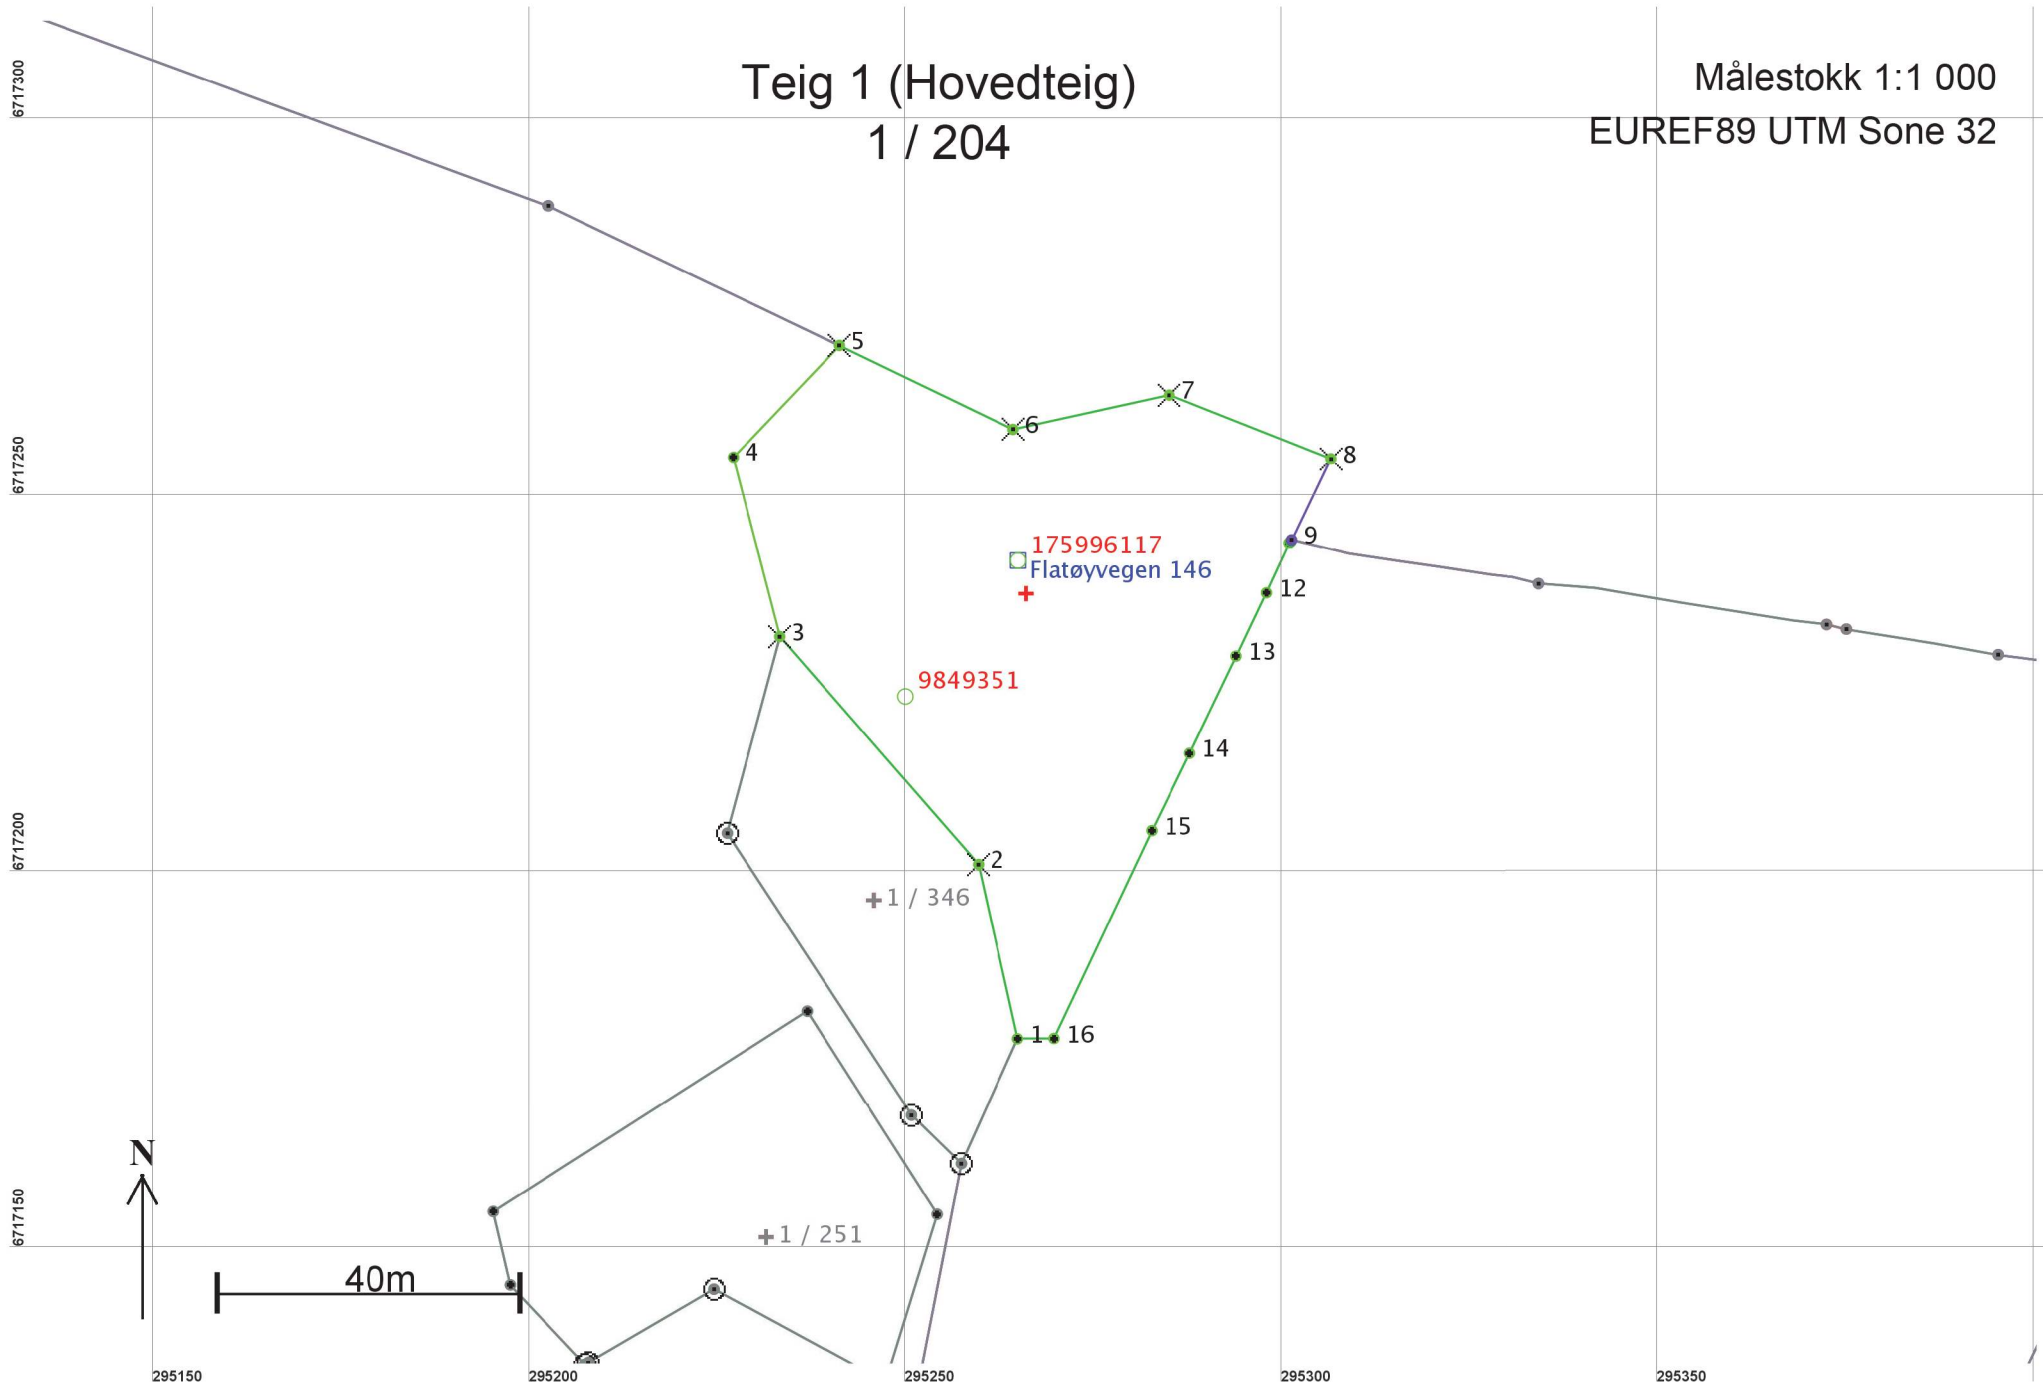 Teig 1 (Hovedteig)
1 / 204
Målestokk 1:1 000
EUREF89 UTM Sone 32
6717300
5
7
6
4
8
6717250
9
175996117
Flatøyvegen 146
12
3
13
9849351
14
15
6717200
2
1 / 346
1
16
N
6717150
1 / 251
40m
295150
295200
295250
295300
295350